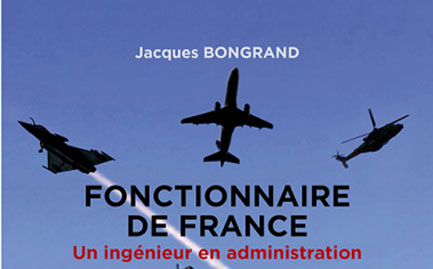 Jacques BONGRAND
FONCTIONNAIRE
DE FRANCE
Un ingénieur en administration